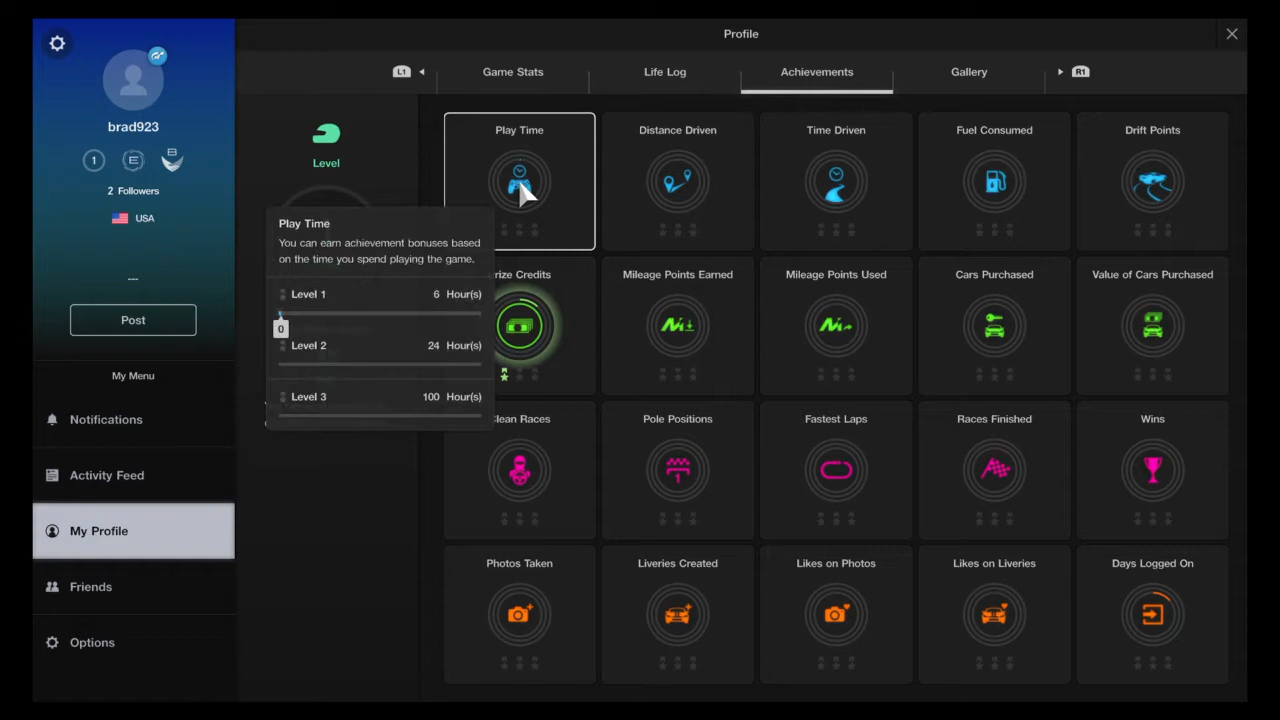 Profile
L1
Game Stats
Life Log
Achievements
Gallery
R1
brad923
1
E
B
2 Followers
USA
---
Post
My Menu
Notifications
Activity Feed
My Profile
Friends
Options
Level
Play Time
Distance Driven
Time Driven
Fuel Consumed
Drift Points
Play Time
You can earn achievement bonuses based
on the time you spend playing the game.
Level 1 6 Hour(s)
0
Level 2 24 Hour(s)
Level 3 100 Hour(s)
rize Credits
Mileage Points Earned
Mileage Points Used
Cars Purchased
Value of Cars Purchased
Clean Races
Pole Positions
1
Fastest Laps
Races Finished
Wins
Photos Taken
Liveries Created
Likes on Photos
Likes on Liveries
Days Logged On